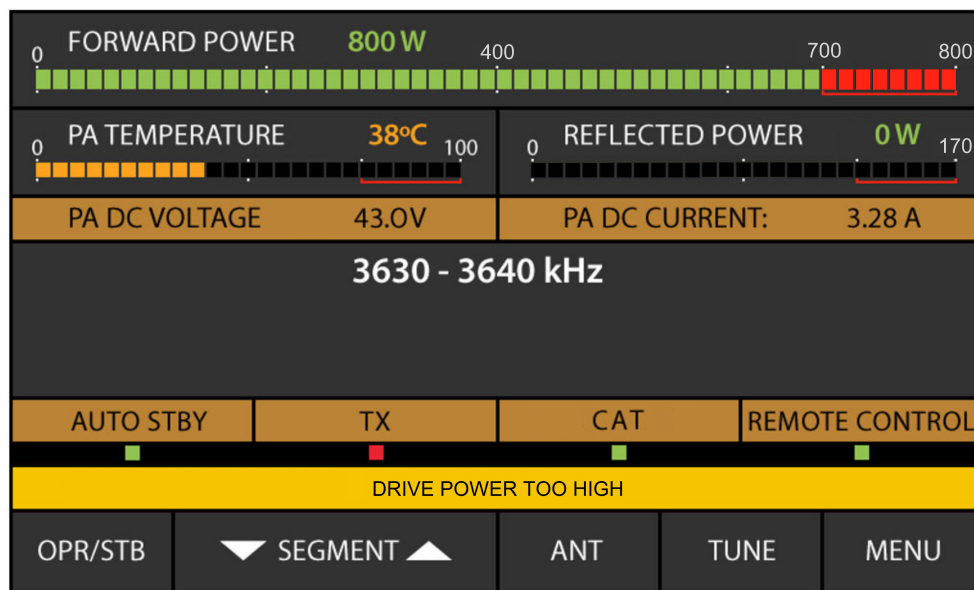 FORWARD POWER 800 W
0 400 700 800
PA TEMPERATURE 38ºC
0 100
REFLECTED POWER 0 W
0 170
PA DC VOLTAGE 43.0V
PA DC CURRENT: 3.28 A
3630 - 3640 kHz
AUTO STBY TX CAT REMOTE CONTROL
DRIVE POWER TOO HIGH
OPR/STB SEGMENT ANT TUNE MENU